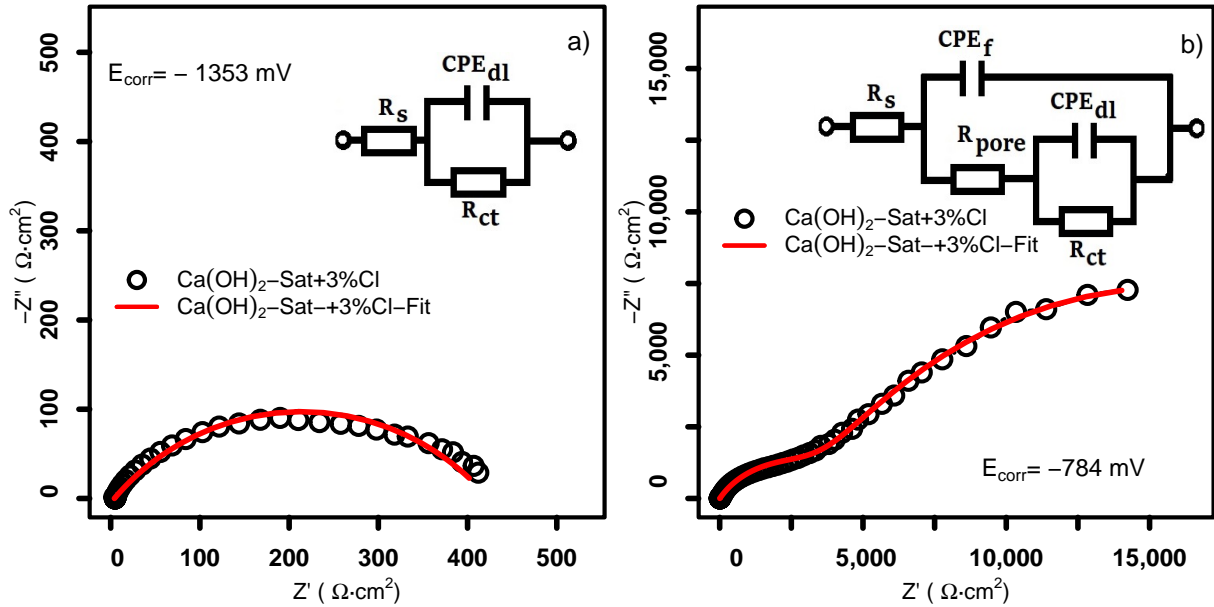 a)
E_corr= – 1353 mV
CPE_dl
R_s
R_ct
Ca(OH)₂–Sat+3%Cl
Ca(OH)₂–Sat–+3%Cl–Fit
–Z'' ( Ω·cm²)
0
100
200
300
400
500
0
100
200
300
400
500
Z' ( Ω·cm²)
b)
CPE_f
R_s
CPE_dl
R_pore
R_ct
Ca(OH)₂–Sat+3%Cl
Ca(OH)₂–Sat–+3%Cl–Fit
E_corr= –784 mV
–Z'' ( Ω·cm²)
0
5,000
10,000
15,000
0
5,000
10,000
15,000
Z' ( Ω·cm²)